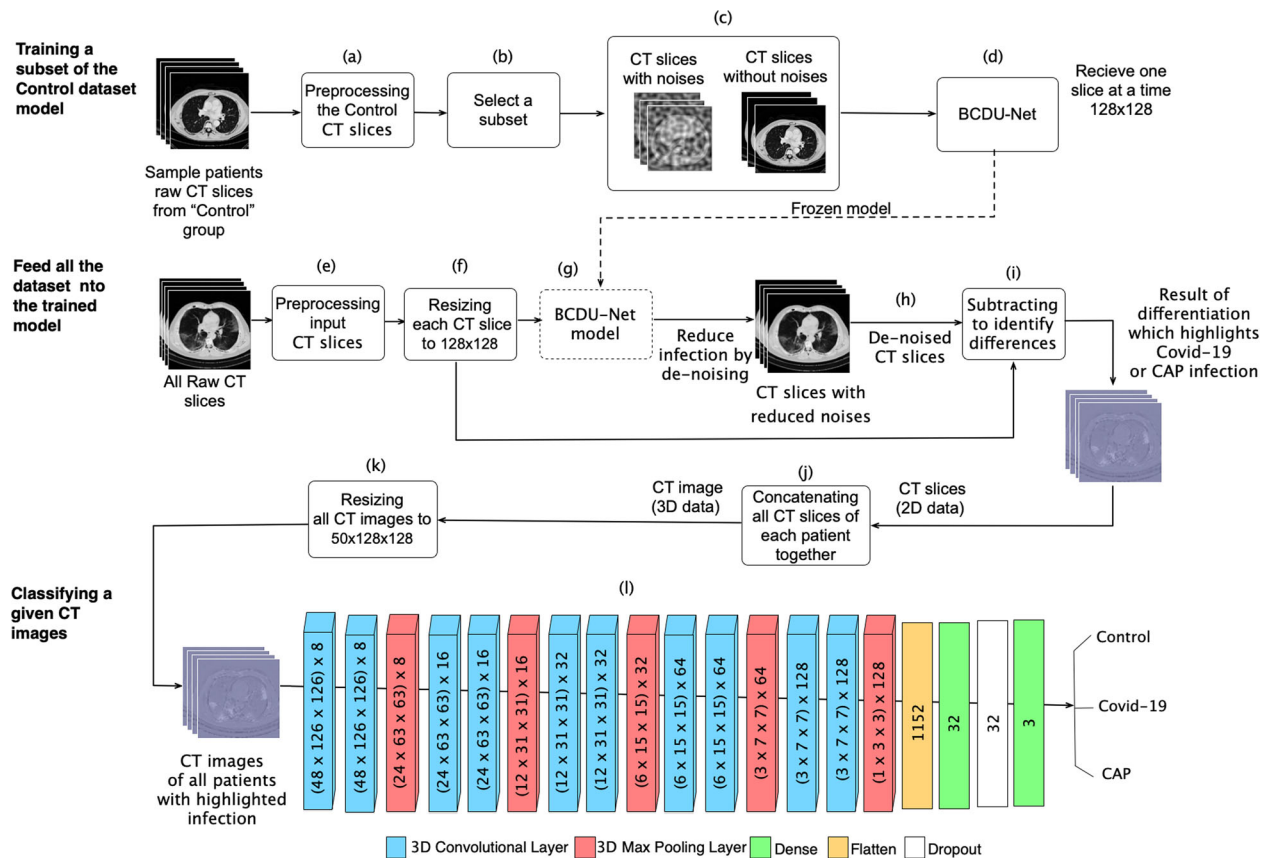 Training a
subset of the
Control dataset
model
Sample patients
raw CT slices
from “Control”
group
(a)
Preprocessing
the Control
CT slices
(b)
Select a
subset
(c)
CT slices
with noises
CT slices
without noises
(d)
BCDU-Net
Recieve one
slice at a time
128x128
Frozen model
Feed all the
dataset nto
the trained
model
All Raw CT
slices
(e)
Preprocessing
input
CT slices
(f)
Resizing
each CT slice
to 128x128
(g)
BCDU-Net
model
Reduce
infection by
de-noising
CT slices with
reduced noises
(h)
De-noised
CT slices
(i)
Subtracting
to identify
differences
Result of
differentiation
which highlights
Covid-19
or CAP infection
CT slices
(2D data)
(j)
Concatenating
all CT slices of
each patient
together
CT image
(3D data)
(k)
Resizing
all CT images to
50x128x128
Classifying a
given CT
images
CT images
of all patients
with highlighted
infection
(l)
(48 x 126 x 126) x 8
(48 x 126 x 126) x 8
(24 x 63 x 63) x 8
(24 x 63 x 63) x 16
(24 x 63 x 63) x 16
(12 x 31 x 31) x 16
(12 x 31 x 31) x 32
(12 x 31 x 31) x 32
(6 x 15 x 15) x 32
(6 x 15 x 15) x 64
(6 x 15 x 15) x 64
(3 x 7 x 7) x 64
(3 x 7 x 7) x 128
(3 x 7 x 7) x 128
(1 x 3 x 3) x 128
1152
32
32
3
Control
Covid-19
CAP
3D Convolutional Layer
3D Max Pooling Layer
Dense
Flatten
Dropout